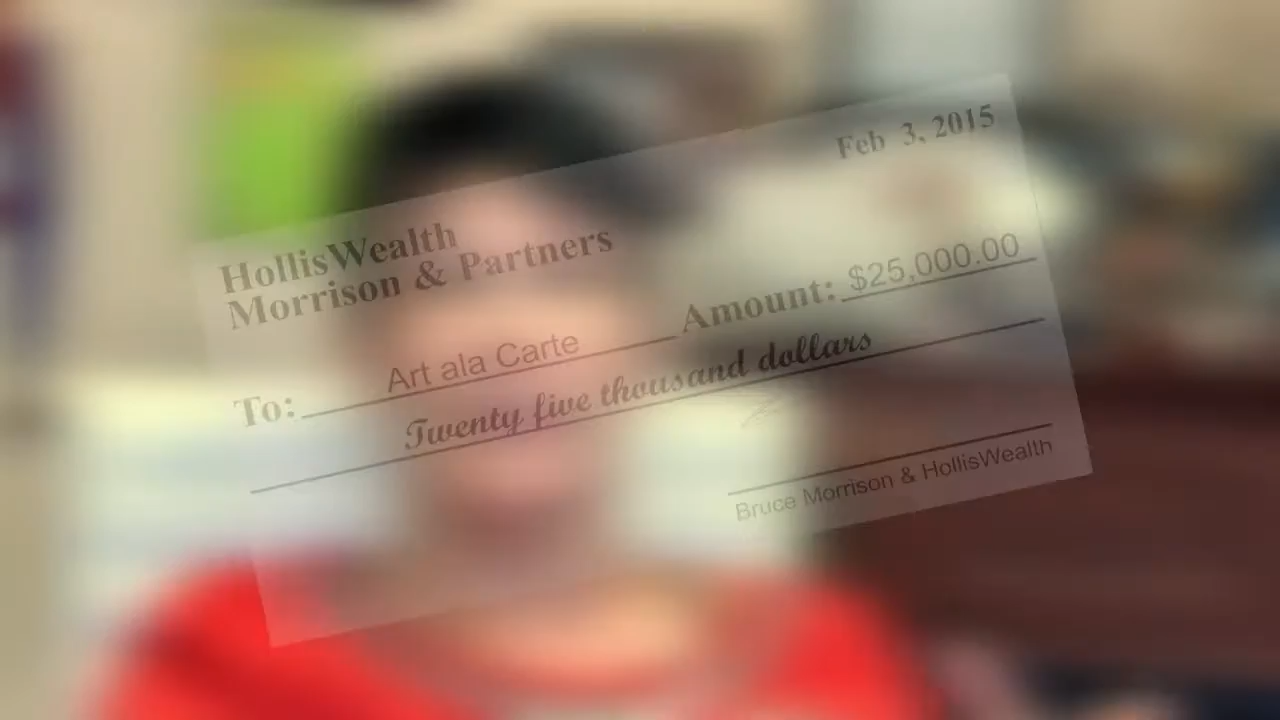 Feb 3, 2015
HollisWealth
Morrison & Partners
Amount: $25,000.00
To: Art ala Carte
Twenty five thousand dollars
Bruce Morrison & HollisWealth